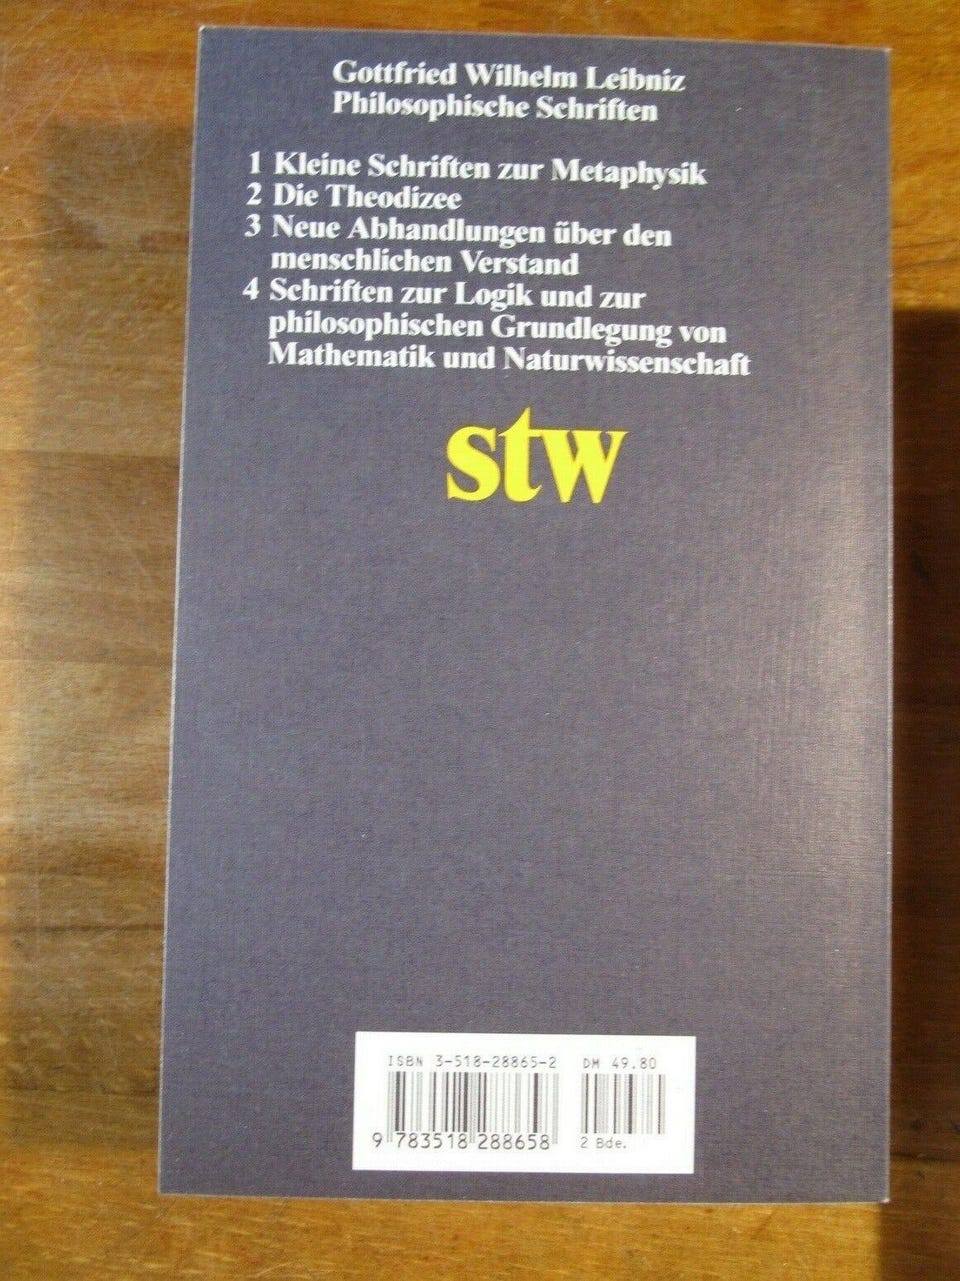 Gottfried Wilhelm Leibniz
Philosophische Schriften
1 Kleine Schriften zur Metaphysik
2 Die Theodizee
3 Neue Abhandlungen über den
menschlichen Verstand
4 Schriften zur Logik und zur
philosophischen Grundlegung von
Mathematik und Naturwissenschaft
stw
ISBN 3-518-28865-2 DM 49.80
9 783518 288658 2 Bde.